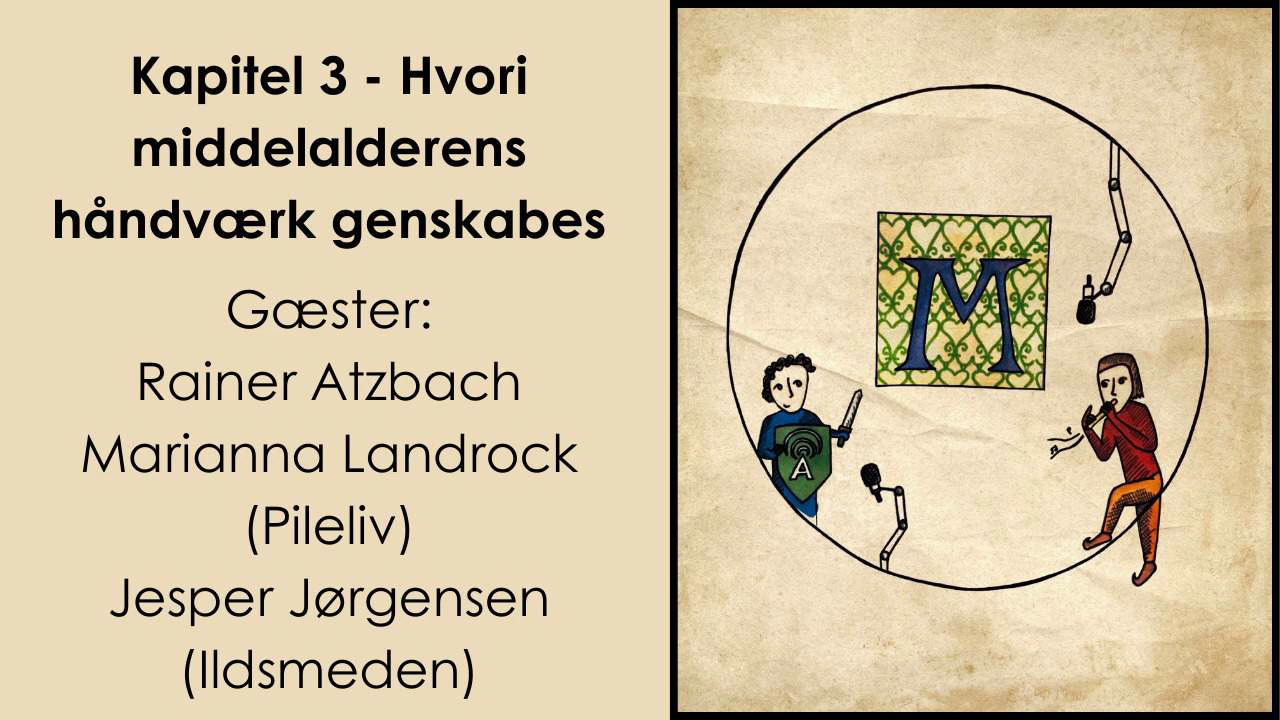 Kapitel 3 - Hvori
middelalderens
håndværk genskabes
Gæster:
Rainer Atzbach
Marianna Landrock
(Pileliv)
Jesper Jørgensen
(Ildsmeden)
M
A